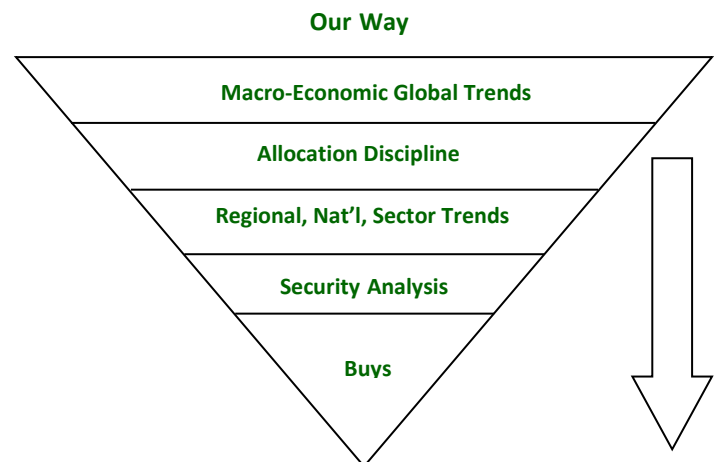 Our Way
Macro-Economic Global Trends
Allocation Discipline
Regional, Nat’l, Sector Trends
Security Analysis
Buys